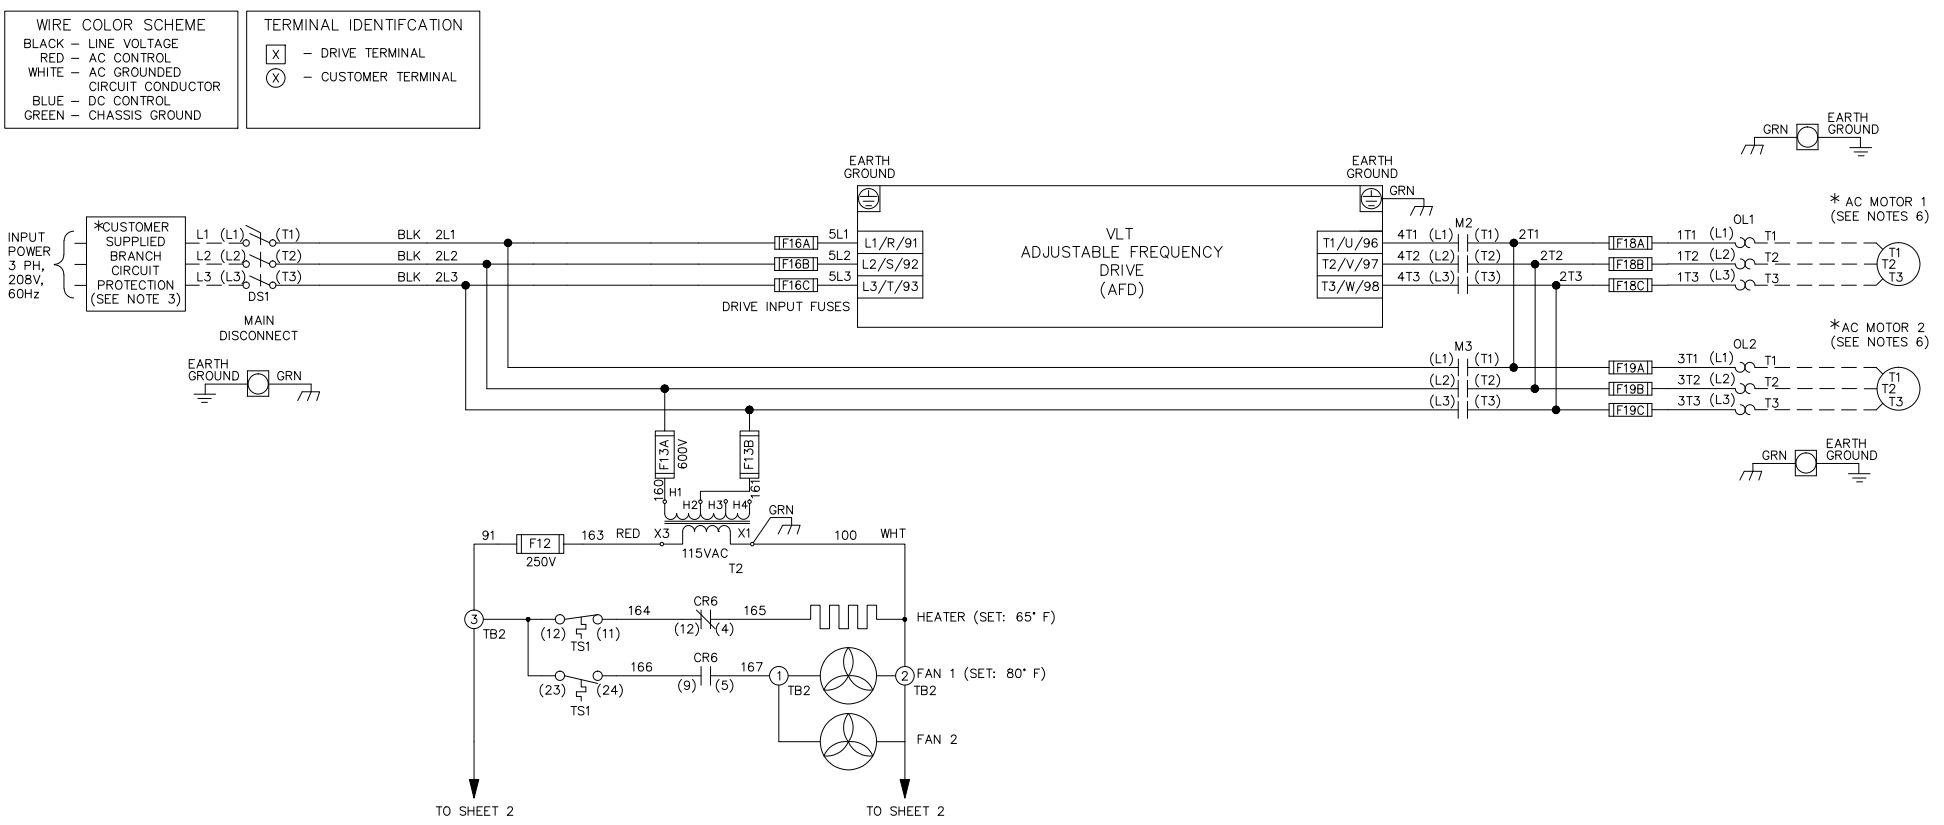 WIRE COLOR SCHEME
BLACK – LINE VOLTAGE
RED – AC CONTROL
WHITE – AC GROUNDED
CIRCUIT CONDUCTOR
BLUE – DC CONTROL
GREEN – CHASSIS GROUND
TERMINAL IDENTIFCATION
X – DRIVE TERMINAL
X – CUSTOMER TERMINAL
GRN
EARTH
GROUND
EARTH
GROUND
EARTH
GROUND
GRN
INPUT
POWER
3 PH,
208V,
60Hz
*CUSTOMER
SUPPLIED
BRANCH
CIRCUIT
PROTECTION
(SEE NOTE 3)
L1 (L1) (T1) BLK 2L1 F16A 5L1 L1/R/91
L2 (L2) (T2) BLK 2L2 F16B 5L2 L2/S/92
L3 (L3) (T3) BLK 2L3 F16C 5L3 L3/T/93
DS1
MAIN
DISCONNECT
DRIVE INPUT FUSES
VLT
ADJUSTABLE FREQUENCY
DRIVE
(AFD)
M2
T1/U/96 4T1 (L1) (T1) 2T1 F18A 1T1 (L1) T1
T2/V/97 4T2 (L2) (T2) 2T2 F18B 1T2 (L2) T2
T3/W/98 4T3 (L3) (T3) 2T3 F18C 1T3 (L3) T3
OL1
* AC MOTOR 1
(SEE NOTES 6)
T1
T2
T3
EARTH
GROUND
GRN
M3
(L1) (T1) F19A 3T1 (L1) T1
(L2) (T2) F19B 3T2 (L2) T2
(L3) (T3) F19C 3T3 (L3) T3
OL2
*AC MOTOR 2
(SEE NOTES 6)
T1
T2
T3
GRN
EARTH
GROUND
F13A
600V
F13B
160
161
H1
H2 H3 H4
GRN
91 F12 163 RED X3 X1 100 WHT
250V
115VAC
T2
3
TB2
164 CR6 165
(12) (11) (12) (4)
TS1
HEATER (SET: 65° F)
166 CR6 167 1 2
(23) (24) (9) (5) TB2 TB2
TS1
FAN 1 (SET: 80° F)
FAN 2
TO SHEET 2
TO SHEET 2